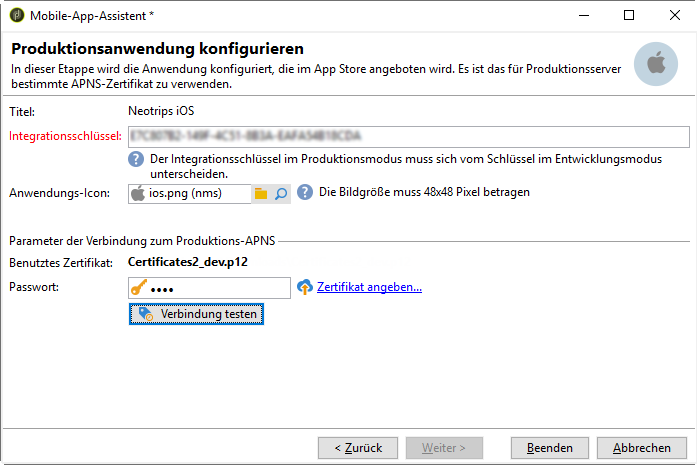 Mobile-App-Assistent *
Produktionsanwendung konfigurieren
In dieser Etappe wird die Anwendung konfiguriert, die im App Store angeboten wird. Es ist das für Produktionsserver
bestimmte APNS-Zertifikat zu verwenden.
Titel: Neotrips iOS
Integrationsschlüssel:
Der Integrationsschlüssel im Produktionsmodus muss sich vom Schlüssel im Entwicklungsmodus
unterscheiden.
Anwendungs-Icon: ios.png (nms) Die Bildgröße muss 48x48 Pixel betragen
Parameter der Verbindung zum Produktions-APNS
Benutztes Zertifikat: Certificates2_dev.p12
Passwort: •••• Zertifikat angeben...
Verbindung testen
< Zurück Weiter > Beenden Abbrechen